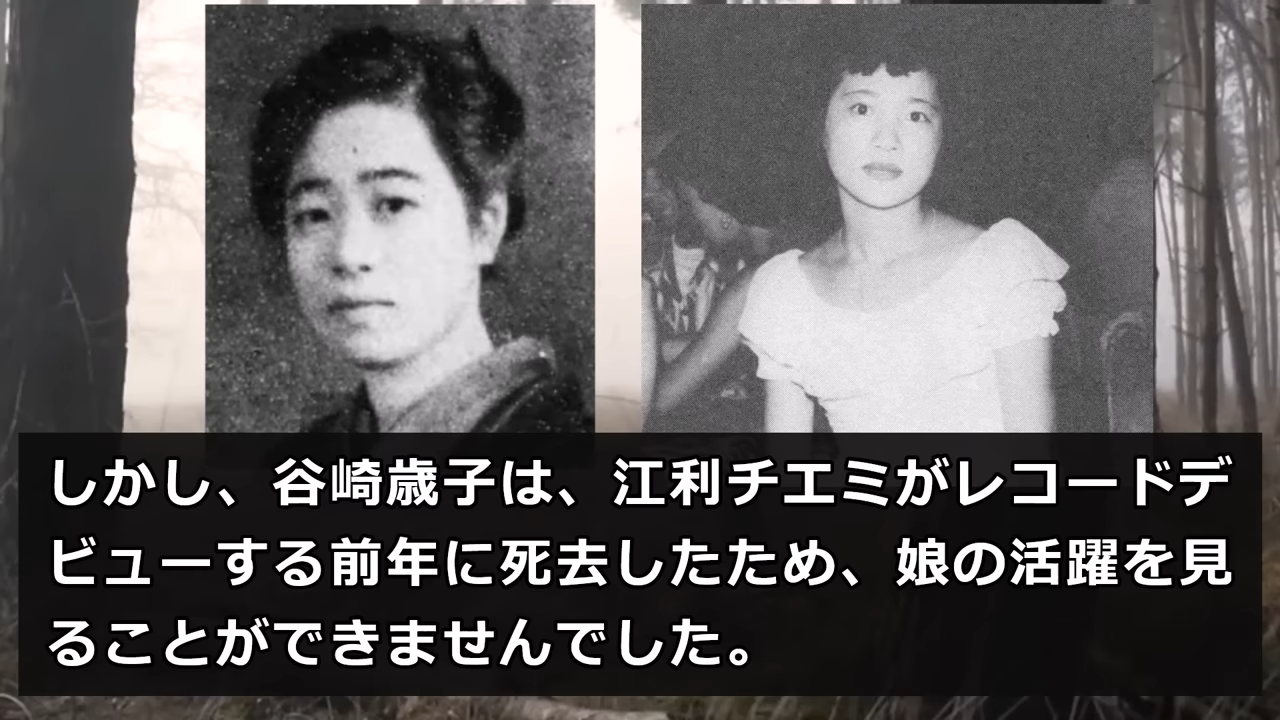 しかし、谷崎歳子は、江利チエミがレコードデ
ビューする前年に死去したため、娘の活躍を見
ることができませんでした。